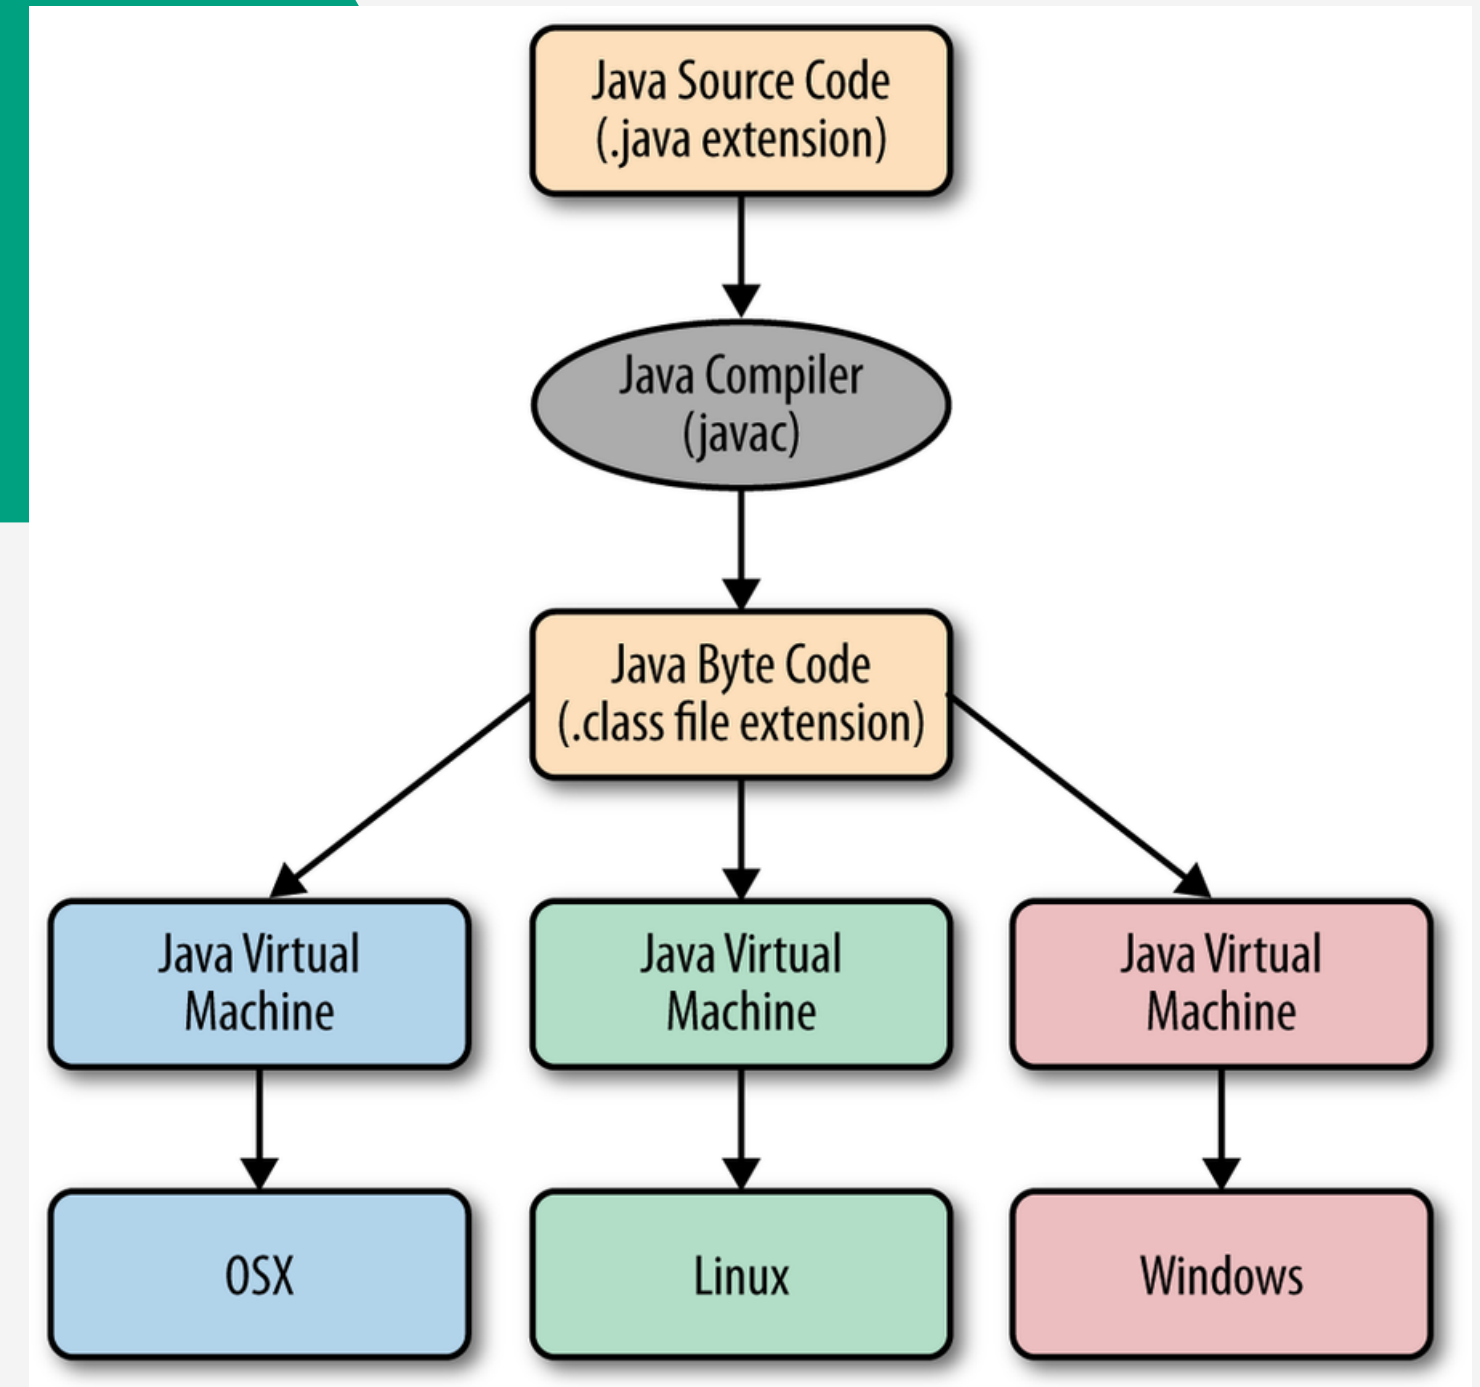 Java Source Code
(.java extension)
Java Compiler
(javac)
Java Byte Code
(.class file extension)
Java Virtual
Machine
Java Virtual
Machine
Java Virtual
Machine
OSX
Linux
Windows